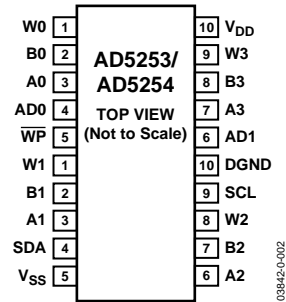 W0 1 10 VDD
B0 2 9 W3
A0 3 AD5253/ 8 B3
AD0 4 AD5254 7 A3
TOP VIEW
WP 5 (Not to Scale) 6 AD1
W1 1 10 DGND
B1 2 9 SCL
A1 3 8 W2
SDA 4 7 B2
VSS 5 6 A2
03842-0-002